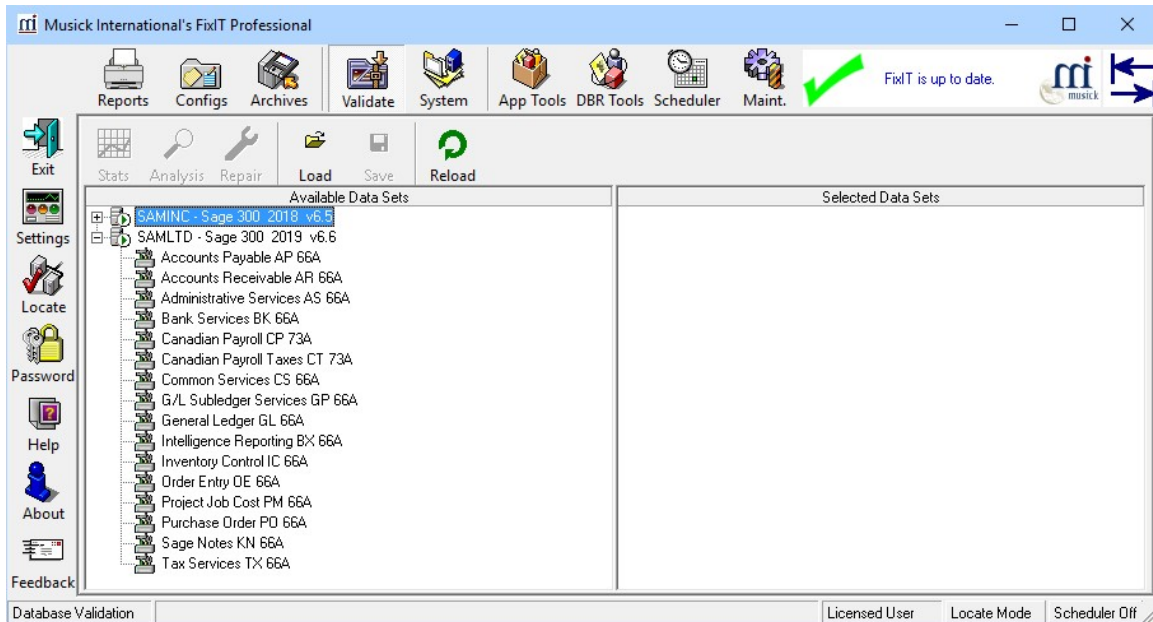 Musick International's FixIT Professional
Reports Configs Archives Validate System App Tools DBR Tools Scheduler Maint. FixIT is up to date. mi musick
Exit
Settings
Locate
Password
Help
About
Feedback
Stats Analysis Repair Load Save Reload
Available Data Sets
SAMINC - Sage 300 2018 v6.5
SAMLTD - Sage 300 2019 v6.6
Accounts Payable AP 66A
Accounts Receivable AR 66A
Administrative Services AS 66A
Bank Services BK 66A
Canadian Payroll CP 73A
Canadian Payroll Taxes CT 73A
Common Services CS 66A
G/L Subledger Services GP 66A
General Ledger GL 66A
Intelligence Reporting BX 66A
Inventory Control IC 66A
Order Entry OE 66A
Project Job Cost PM 66A
Purchase Order PO 66A
Sage Notes KN 66A
Tax Services TX 66A
Selected Data Sets
Database Validation Licensed User Locate Mode Scheduler Off